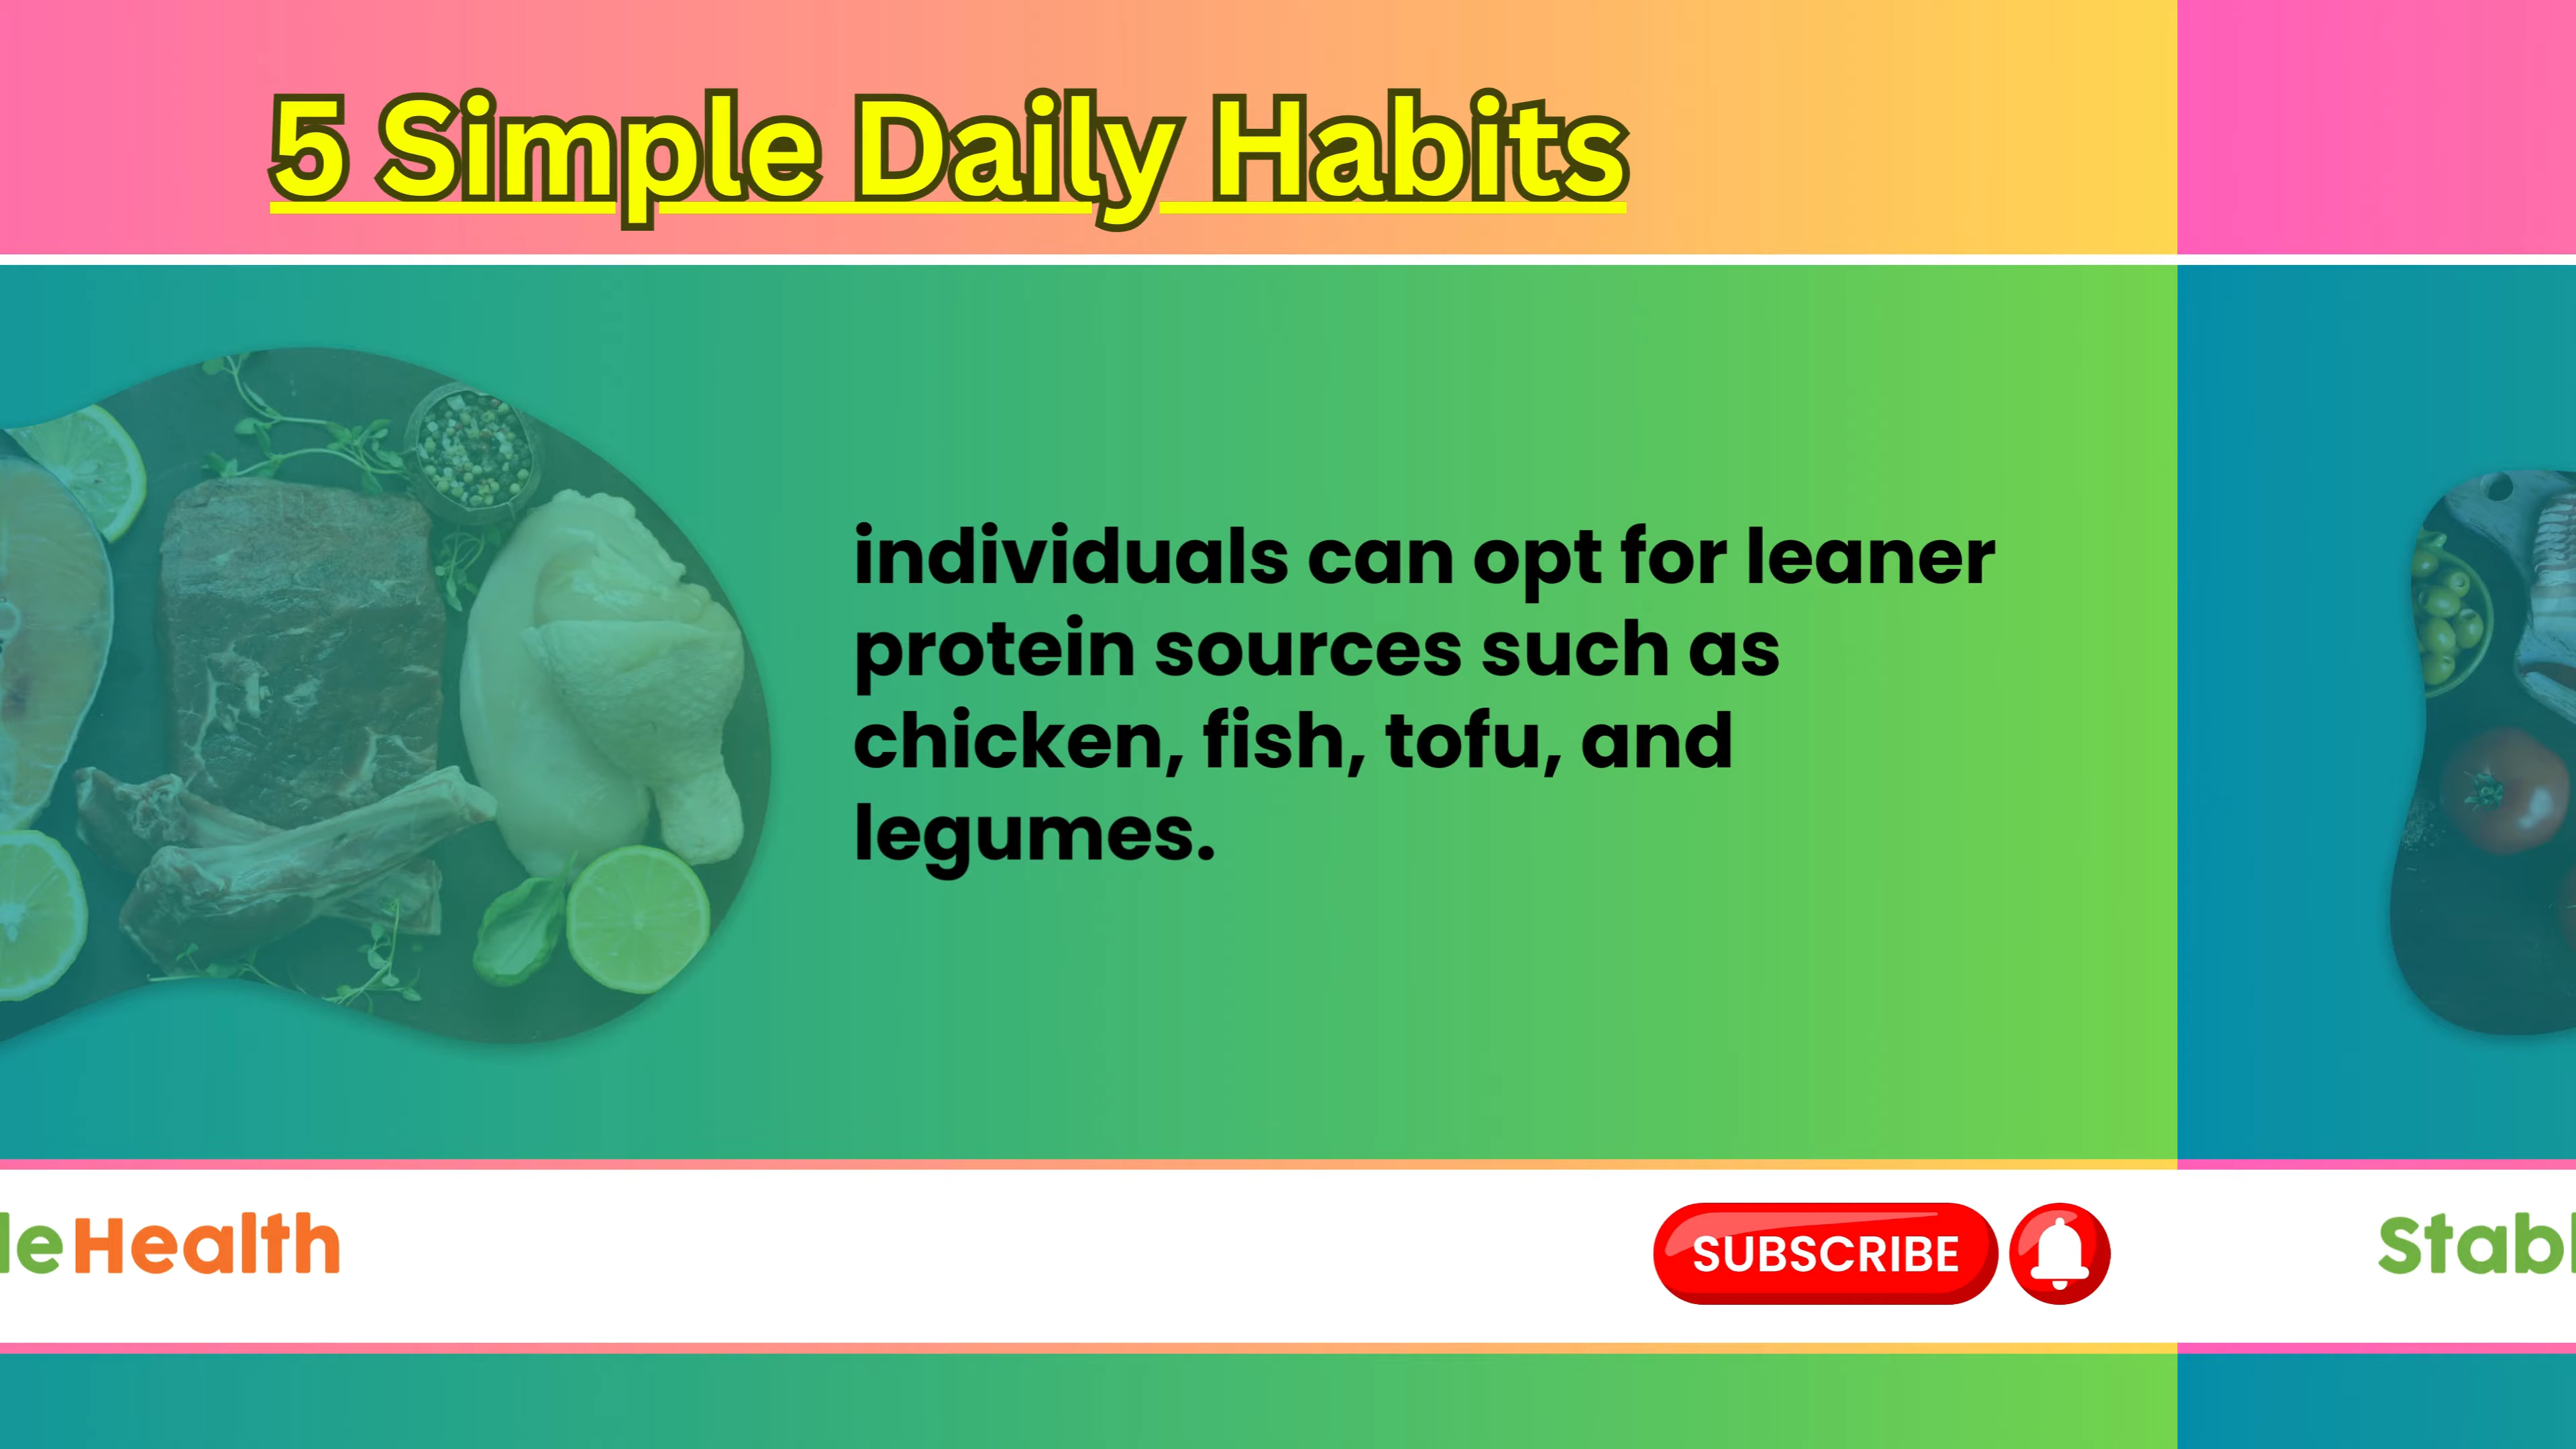 5 Simple Daily Habits
individuals can opt for leaner
protein sources such as
chicken, fish, tofu, and
legumes.
leHealth
SUBSCRIBE
Stabl